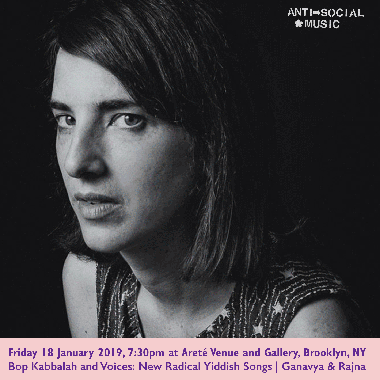 ANTI-SOCIAL
MUSIC
Friday 18 January 2019, 7:30pm at Areté Venue and Gallery, Brooklyn, NY
Bop Kabbalah and Voices: New Radical Yiddish Songs | Ganavya & Rajna